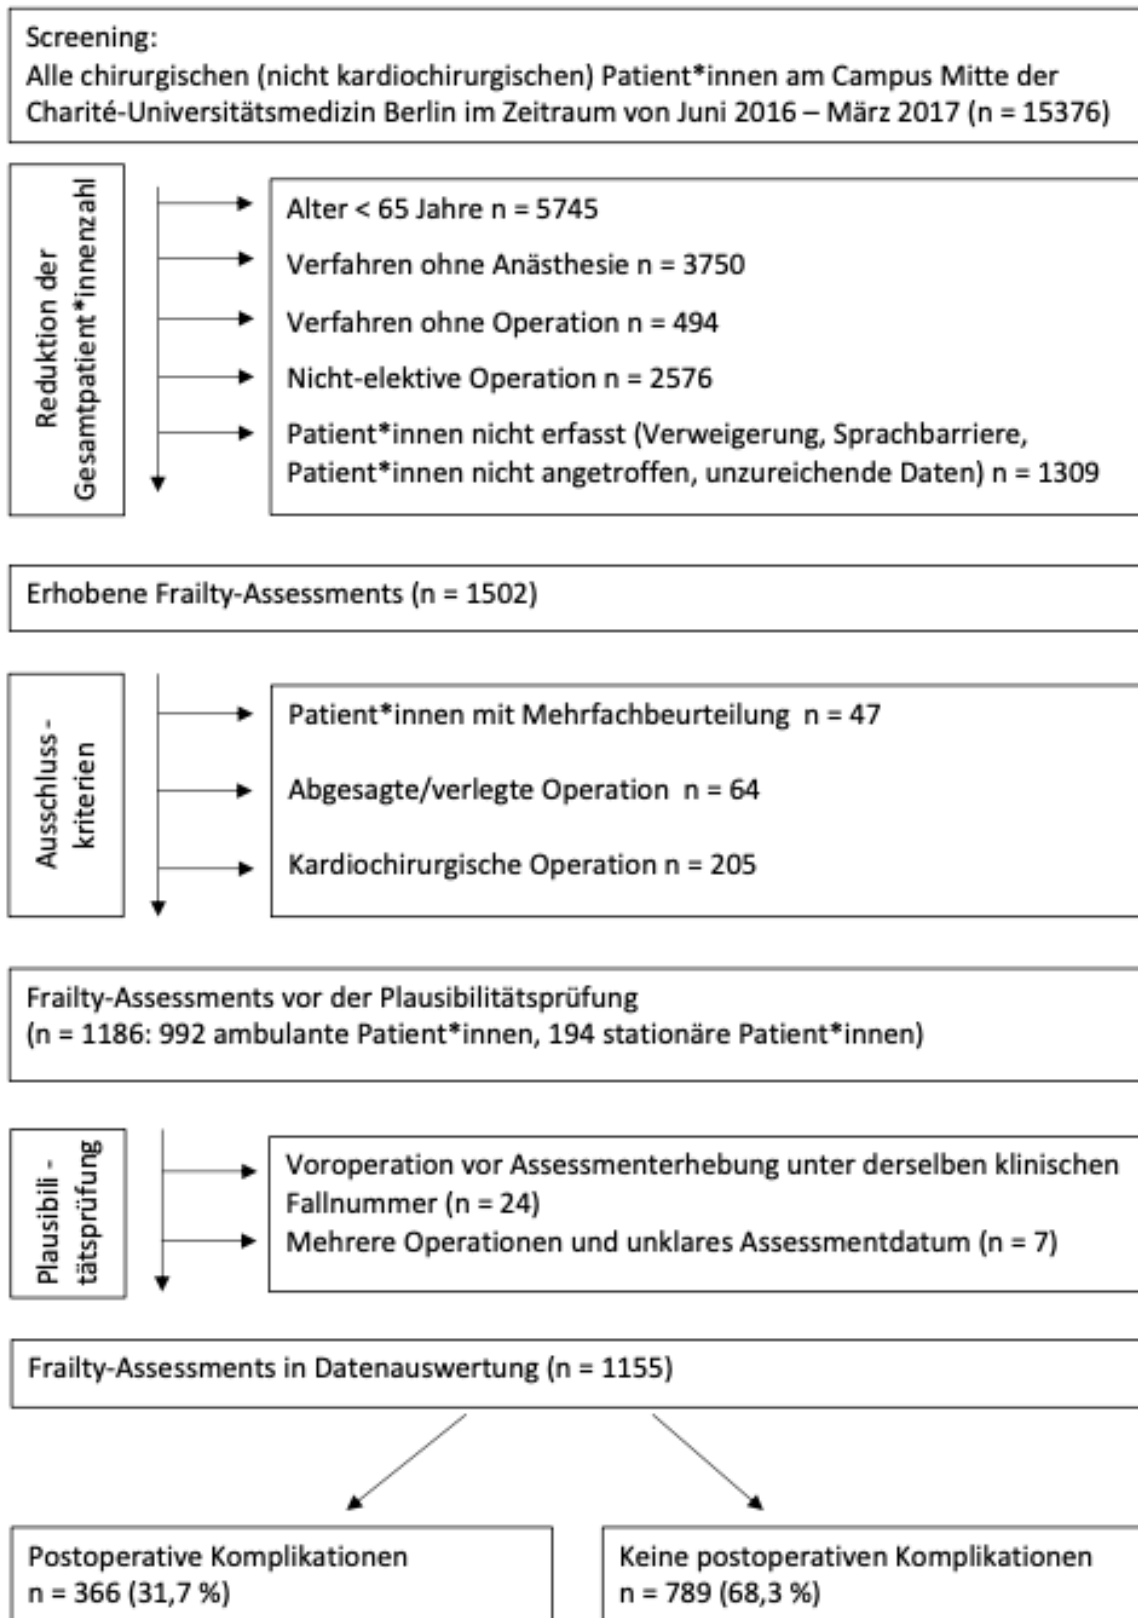 Screening:
Alle chirurgischen (nicht kardiochirurgischen) Patient*innen am Campus Mitte der
Charité-Universitätsmedizin Berlin im Zeitraum von Juni 2016 – März 2017 (n = 15376)
Reduktion der
Gesamtpatient*innenzahl
Alter < 65 Jahre n = 5745
Verfahren ohne Anästhesie n = 3750
Verfahren ohne Operation n = 494
Nicht-elektive Operation n = 2576
Patient*innen nicht erfasst (Verweigerung, Sprachbarriere,
Patient*innen nicht angetroffen, unzureichende Daten) n = 1309
Erhobene Frailty-Assessments (n = 1502)
Ausschluss -
kriterien
Patient*innen mit Mehrfachbeurteilung n = 47
Abgesagte/verlegte Operation n = 64
Kardiochirurgische Operation n = 205
Frailty-Assessments vor der Plausibilitätsprüfung
(n = 1186: 992 ambulante Patient*innen, 194 stationäre Patient*innen)
Plausibili -
tätsprüfung
Voroperation vor Assessmenterhebung unter derselben klinischen
Fallnummer (n = 24)
Mehrere Operationen und unklares Assessmentdatum (n = 7)
Frailty-Assessments in Datenauswertung (n = 1155)
Postoperative Komplikationen
n = 366 (31,7 %)
Keine postoperativen Komplikationen
n = 789 (68,3 %)